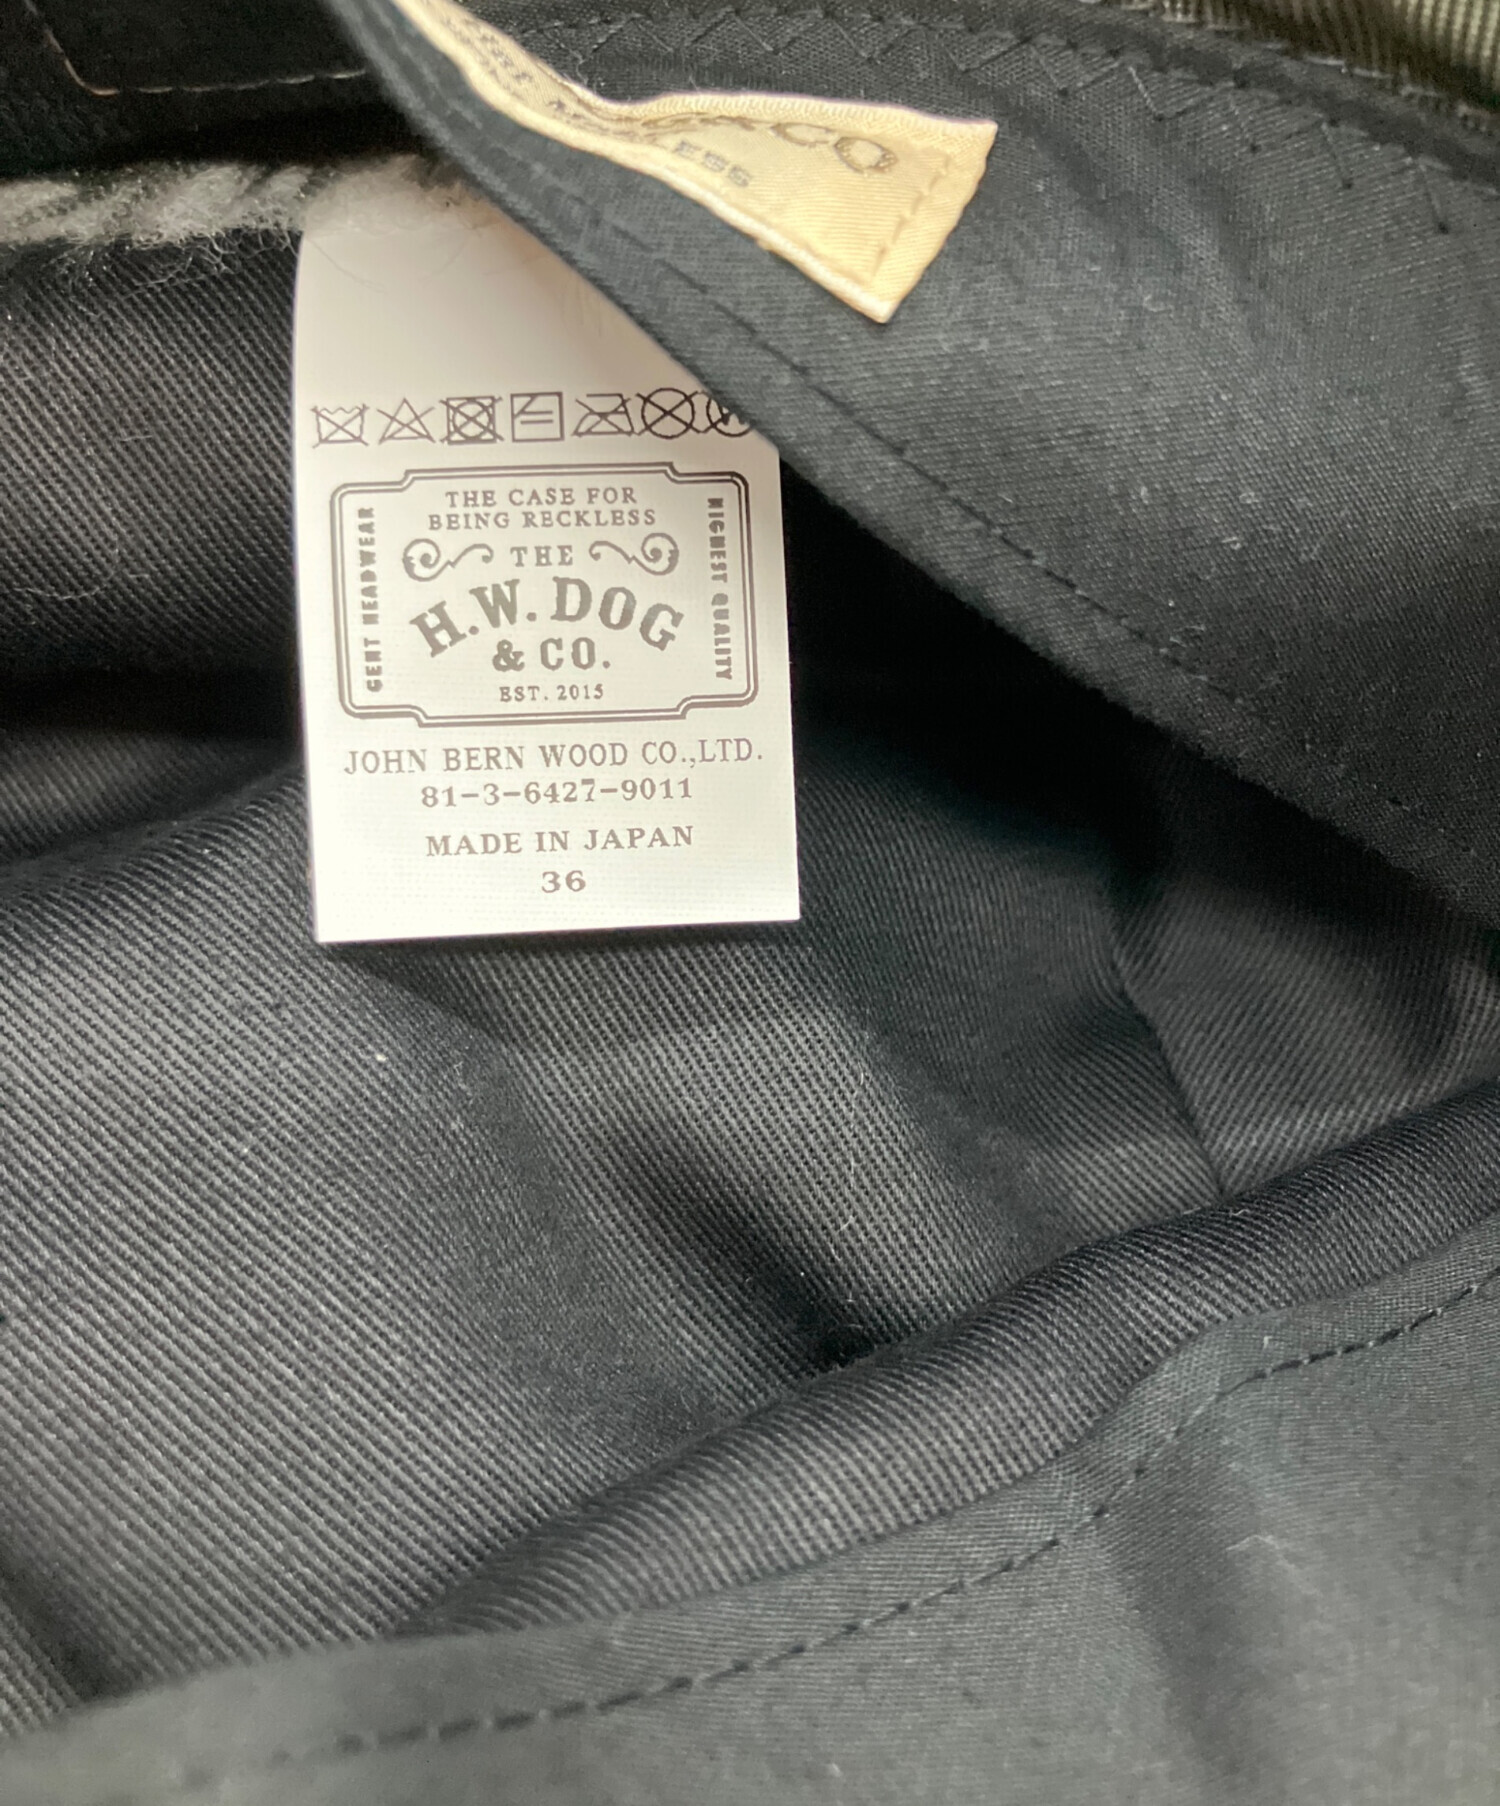 & CO
THE CASE FOR
BEING RECKLESS
THE
H.W. DOG
& CO.
EST. 2015
GENT HEADWEAR
HIGHEST QUALITY
JOHN BERN WOOD CO.,LTD.
81-3-6427-9011
MADE IN JAPAN
36